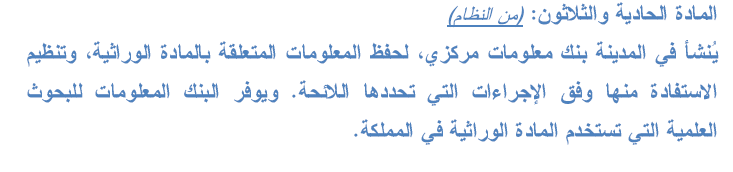 المادة الحادية والثلاثون: (من النظام)
يُنشأ في المدينة بنك معلومات مركزي، لحفظ المعلومات المتعلقة بالمادة الوراثية، وتنظيم
الاستفادة منها وفق الإجراءات التي تحددها اللائحة. ويوفر البنك المعلومات للبحوث
العلمية التي تستخدم المادة الوراثية في المملكة.